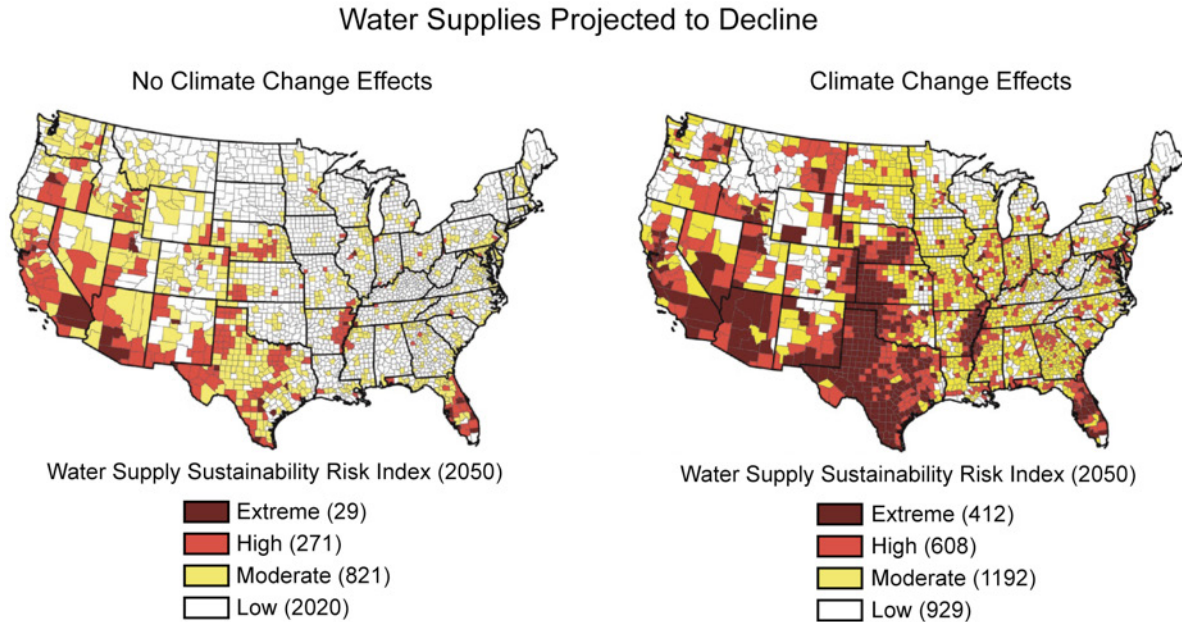 Water Supplies Projected to Decline
No Climate Change Effects
Climate Change Effects
Water Supply Sustainability Risk Index (2050)
Extreme (29)
High (271)
Moderate (821)
Low (2020)
Water Supply Sustainability Risk Index (2050)
Extreme (412)
High (608)
Moderate (1192)
Low (929)